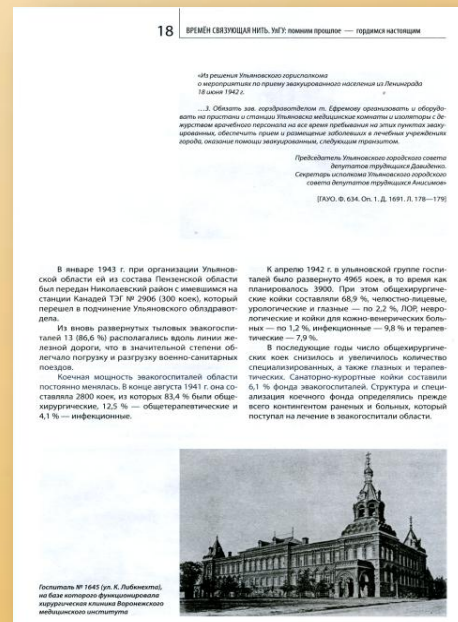 18
ВРЕМЁН СВЯЗУЮЩАЯ НИТЬ. УлГУ: помним прошлое — гордимся настоящим
«Из решения Ульяновского горисполкома
о мероприятиях по приему эвакуированного населения из Ленинграда
18 июня 1942 г.
...3. Обязать зав. горздравотделом т. Ефремову организовать и оборудо-
вать на пристани и станции Ульяновска медицинские комнаты и изоляторы с де-
журством врачебного персонала на все время пребывания на этих пунктах эваку-
ированных, обеспечить прием и размещение заболевших в лечебных учреждениях
города, оказание помощи эвакуированным, следующим транзитом.
Председатель Ульяновского городского совета
депутатов трудящихся Давиденко.
Секретарь исполкома Ульяновского городского
совета депутатов трудящихся Анисимов»
[ГАУО. Ф. 634. Оп. 1. Д. 1691. Л. 178—179]
В январе 1943 г. при организации Ульянов-
ской области ей из состава Пензенской области
был передан Николаевский район с имевшимся на
станции Канадей ТЭГ № 2906 (300 коек), который
перешел в подчинение Ульяновского облздравот-
дела.
Из вновь развернутых тыловых эвакогоспи-
талей 13 (86,6 %) располагались вдоль линии же-
лезной дороги, что в значительной степени об-
легчало погрузку и разгрузку военно-санитарных
поездов.
Коечная мощность эвакогоспиталей области
постоянно менялась. В конце августа 1941 г. она со-
ставляла 2800 коек, из которых 83,4 % были обще-
хирургические, 12,5 % — общетерапевтические и
4,1 % — инфекционные.
К апрелю 1942 г. в ульяновской группе госпи-
талей было развернуто 4965 коек, в то время как
планировалось 3900. При этом общехирургиче-
ские койки составляли 68,9 %, челюстно-лицевые,
урологические и глазные — по 2,2 %, ЛОР, невро-
логические и койки для кожно-венерических боль-
ных — по 1,2 %, инфекционные — 9,8 % и терапев-
тические — 7,9 %.
В последующие годы число общехирургиче-
ских коек снизилось и увеличилось количество
специализированных, а также глазных и терапев-
тических. Санаторно-курортные койки составили
6,1 % фонда эвакогоспиталей. Структура и специ-
ализация коечного фонда определялись прежде
всего контингентом раненых и больных, который
поступал на лечение в эвакогоспитали области.
Госпиталь № 1645 (ул. К. Либкнехта),
на базе которого функционировала
хирургическая клиника Воронежского
медицинского института